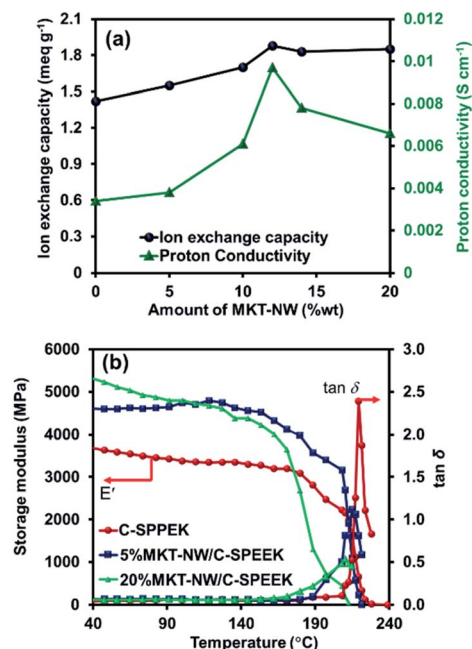 (a)
Ion exchange capacity (meq g⁻¹)
2.1
1.8
1.5
1.2
0.9
0.6
0.3
0
0.012
0.01
0.008
0.006
0.004
0.002
0
Proton conductivity (S cm⁻¹)
Ion exchange capacity
Proton Conductivity
0 5 10 15 20
Amount of MKT-NW (%wt)
(b)
Storage modulus (MPa)
6000
5000
4000
3000
2000
1000
0
3.0
2.5
2.0
1.5
1.0
0.5
0.0
tan δ
tan δ
E′
C-SPPEK
5%MKT-NW/C-SPEEK
20%MKT-NW/C-SPEEK
40 90 140 190 240
Temperature (°C)